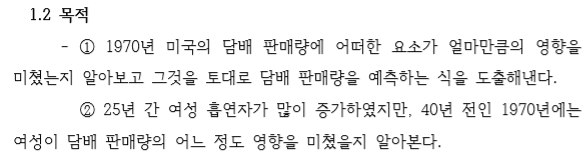 1.2 목적
- ① 1970년 미국의 담배 판매량에 어떠한 요소가 얼마만큼의 영향을
미쳤는지 알아보고 그것을 토대로 담배 판매량을 예측하는 식을 도출해낸다.
② 25년 간 여성 흡연자가 많이 증가하였지만, 40년 전인 1970년에는
여성이 담배 판매량의 어느 정도 영향을 미쳤을지 알아본다.